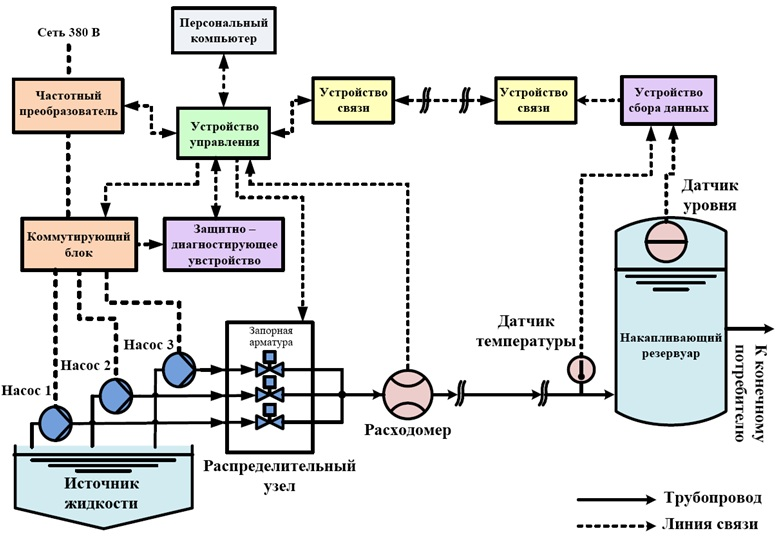 Сеть 380 В
Персональный
компьютер
Частотный
преобразователь
Устройство
управления
Устройство
связи
Устройство
связи
Устройство
сбора данных
Датчик
уровня
Коммутирующий
блок
Защитно –
диагностирующее
увстройство
Запорная
арматура
Насос 3
Насос 2
Насос 1
Датчик
температуры
Накапливающий
резервуар
К конечному
потребителю
Расходомер
Распределительный
узел
Источник
жидкости
Трубопровод
Линия связи